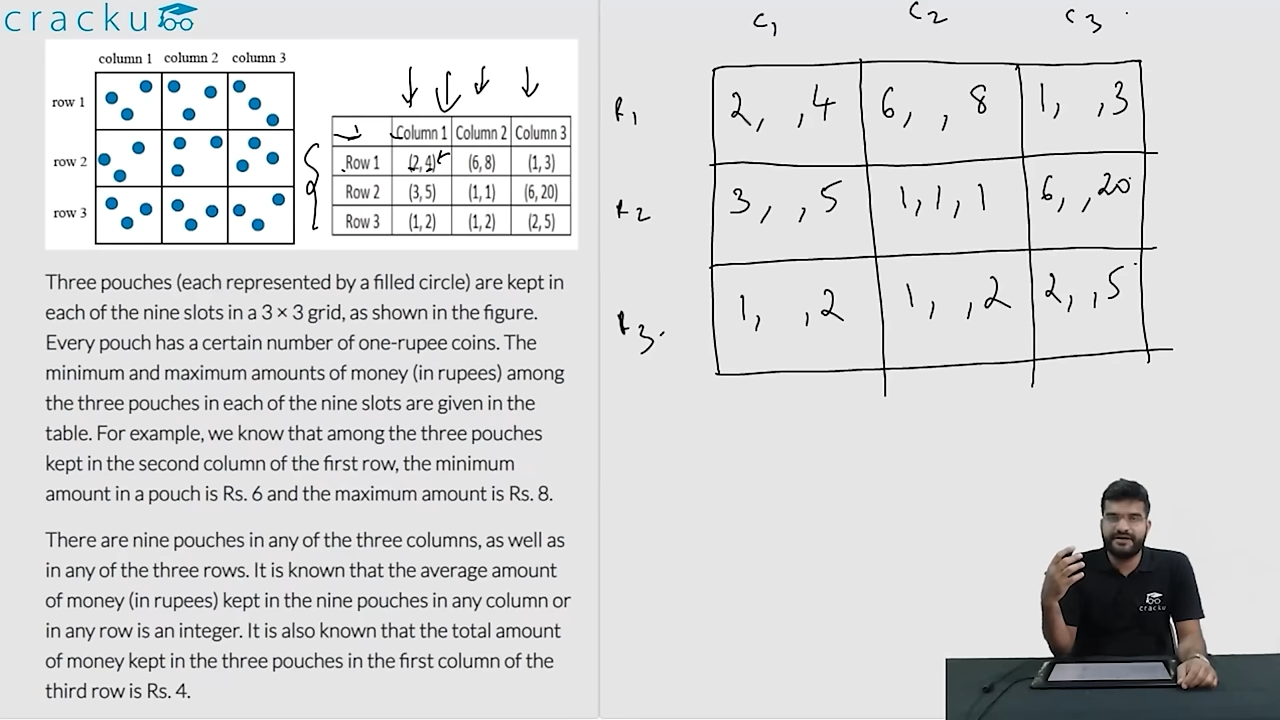 cracku
column 1 column 2 column 3
row 1
row 2
row 3
Column 1 Column 2 Column 3
Row 1 (2, 4) (6, 8) (1, 3)
Row 2 (3, 5) (1, 1) (6, 20)
Row 3 (1, 2) (1, 2) (2, 5)
Three pouches (each represented by a filled circle) are kept in
each of the nine slots in a 3 × 3 grid, as shown in the figure.
Every pouch has a certain number of one-rupee coins. The
minimum and maximum amounts of money (in rupees) among
the three pouches in each of the nine slots are given in the
table. For example, we know that among the three pouches
kept in the second column of the first row, the minimum
amount in a pouch is Rs. 6 and the maximum amount is Rs. 8.
There are nine pouches in any of the three columns, as well as
in any of the three rows. It is known that the average amount
of money (in rupees) kept in the nine pouches in any column or
in any row is an integer. It is also known that the total amount
of money kept in the three pouches in the first column of the
third row is Rs. 4.
C1 C2 C3
R1 2, ,4 6, ,8 1, ,3
R2 3, ,5 1,1,1 6, ,20
R3 1, ,2 1, ,2 2, ,5
cracku